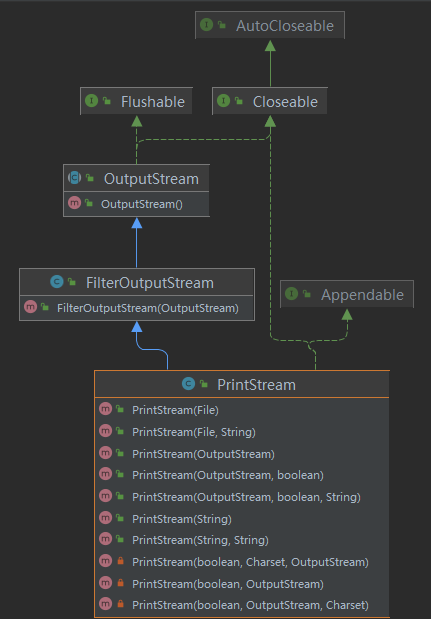 AutoCloseable
Flushable
Closeable
OutputStream
OutputStream()
FilterOutputStream
FilterOutputStream(OutputStream)
Appendable
PrintStream
PrintStream(File)
PrintStream(File, String)
PrintStream(OutputStream)
PrintStream(OutputStream, boolean)
PrintStream(OutputStream, boolean, String)
PrintStream(String)
PrintStream(String, String)
PrintStream(boolean, Charset, OutputStream)
PrintStream(boolean, OutputStream)
PrintStream(boolean, OutputStream, Charset)